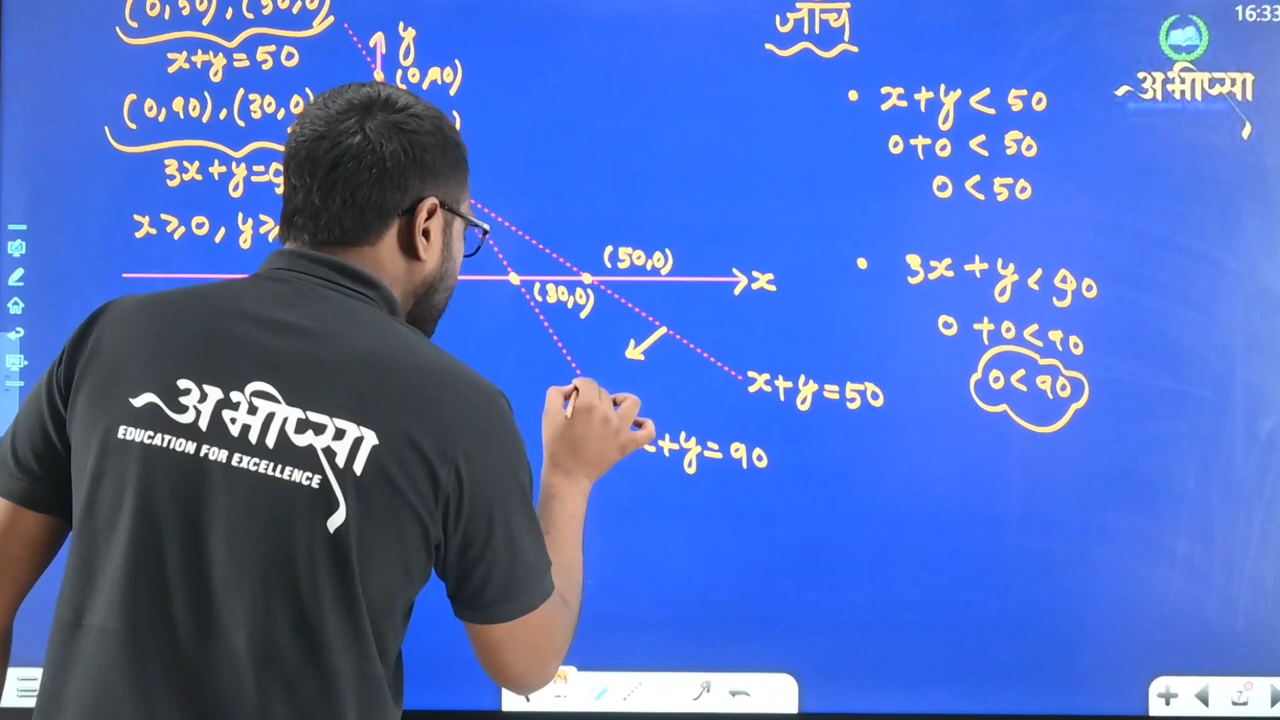 (0,50), (50,0)
x+y=50
(0,90), (30,0)
3x+y=9
x≥0, y≥
y
(0,90)
(50,0)
x
(30,0)
x+y=50
x+y=90
जाँच
• x+y<50
0+0<50
0<50
• 3x+y<90
0+0<90
0<90
16:33
अभीप्सा
अभीप्सा
EDUCATION FOR EXCELLENCE